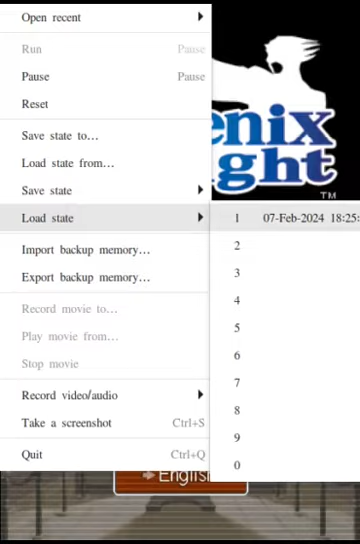 Open recent
Run Pause
Pause Pause
Reset
Save state to...
Load state from...
Save state
Load state
1 07-Feb-2024 18:25:
2
3
4
5
6
7
8
9
0
Import backup memory...
Export backup memory...
Record movie to...
Play movie from...
Stop movie
Record video/audio
Take a screenshot Ctrl+S
Quit Ctrl+Q
enix
ght
TM